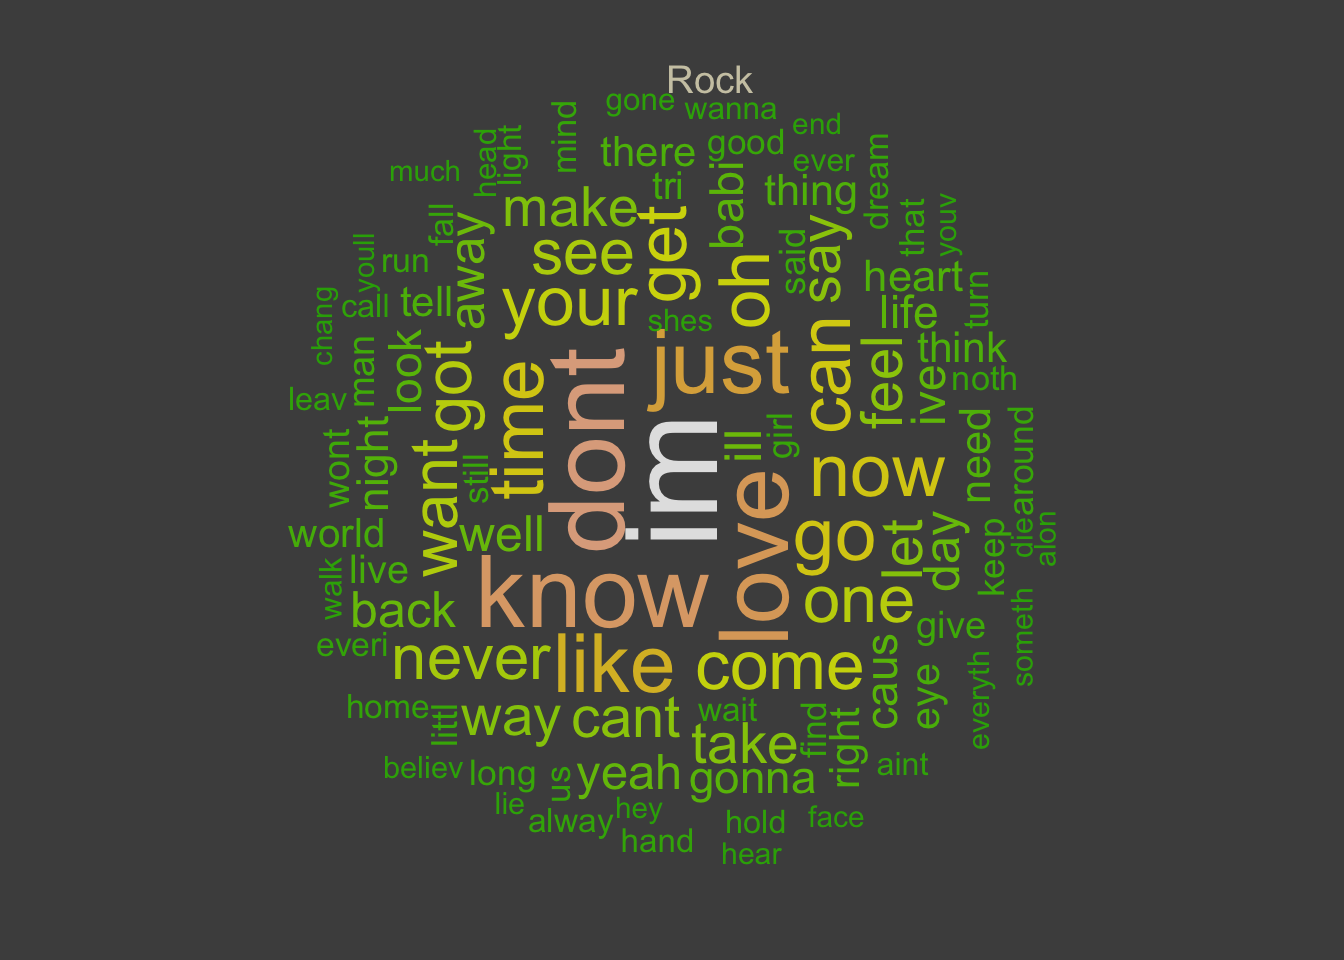 Rock
gone
wanna
end
mind
head
light
there
good
ever
dream
much
tri
babi
thing
make
get
say
that
youv
fall
away
see
oh
said
heart
youll
run
your
turn
chang
call
tell
shes
life
man
look
got
time
dont
just
can
feel
think
ive
noth
leav
im
ill
girl
wont
night
want
still
love
now
need
around
world
well
go
let
day
keep
die
alon
walk
live
back
know
one
give
someth
everi
never
like
come
caus
eye
everyth
home
littl
way
cant
wait
take
find
right
believ
long
us
yeah
gonna
aint
lie
alway
hey
hand
hold
face
hear